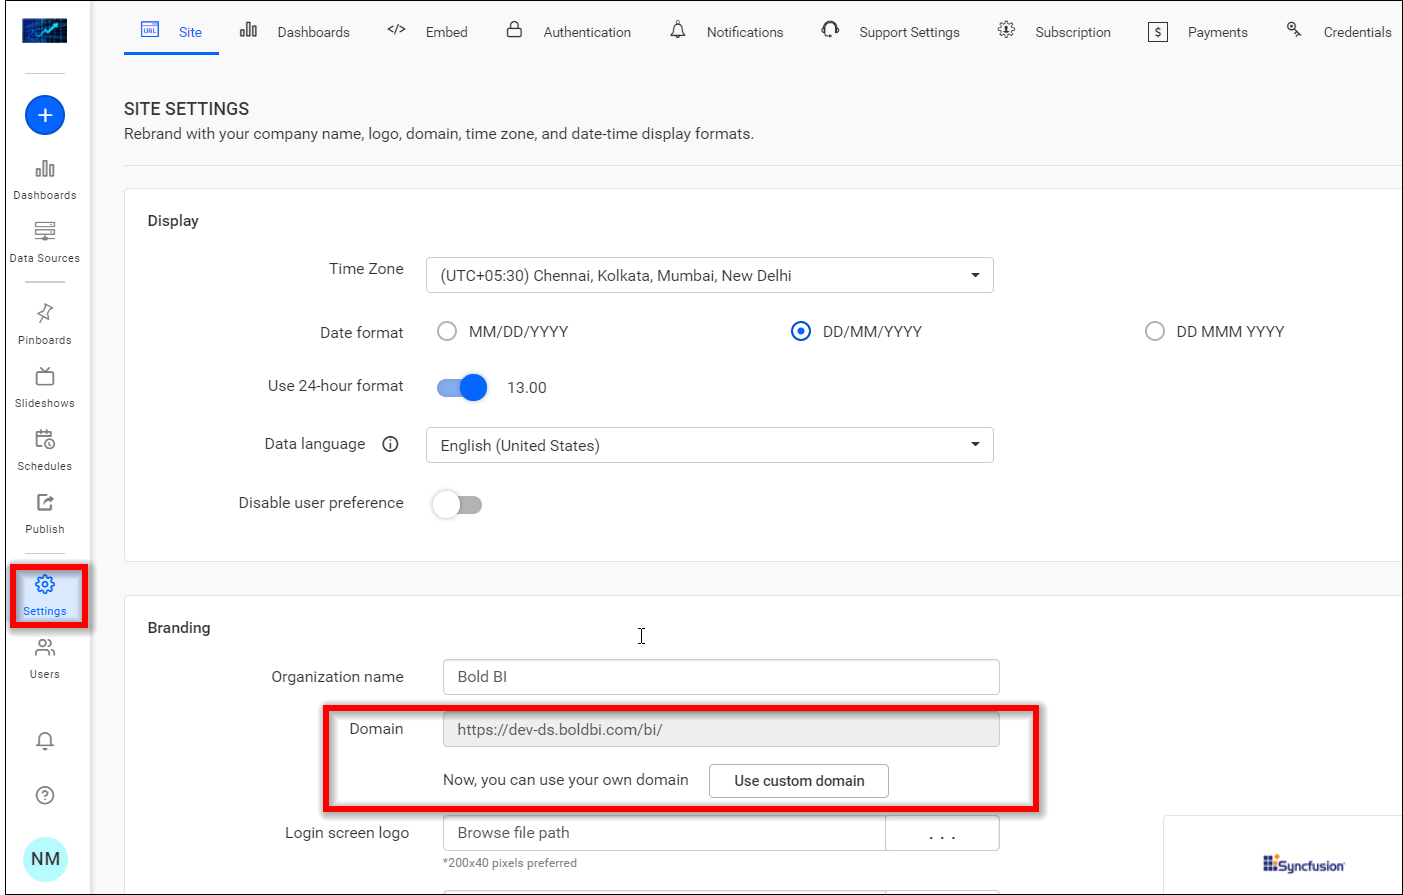 URL Site Dashboards </> Embed Authentication Notifications Support Settings Subscription $ Payments Credentials
+
Dashboards
Data Sources
Pinboards
Slideshows
Schedules
Publish
Settings
Users
?
NM
SITE SETTINGS
Rebrand with your company name, logo, domain, time zone, and date-time display formats.
Display
Time Zone (UTC+05:30) Chennai, Kolkata, Mumbai, New Delhi
Date format MM/DD/YYYY DD/MM/YYYY DD MMM YYYY
Use 24-hour format 13.00
Data language English (United States)
Disable user preference
Branding
Organization name Bold BI
Domain https://dev-ds.boldbi.com/bi/
Now, you can use your own domain Use custom domain
Login screen logo Browse file path ...
*200x40 pixels preferred
Syncfusion